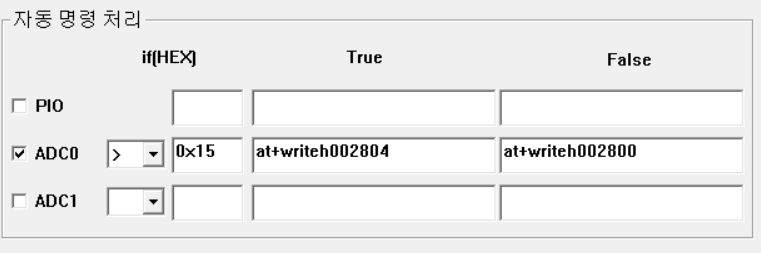 자동 명령 처리
if(HEX) True False
PIO
ADC0 > 0x15 at+writeh002804 at+writeh002800
ADC1